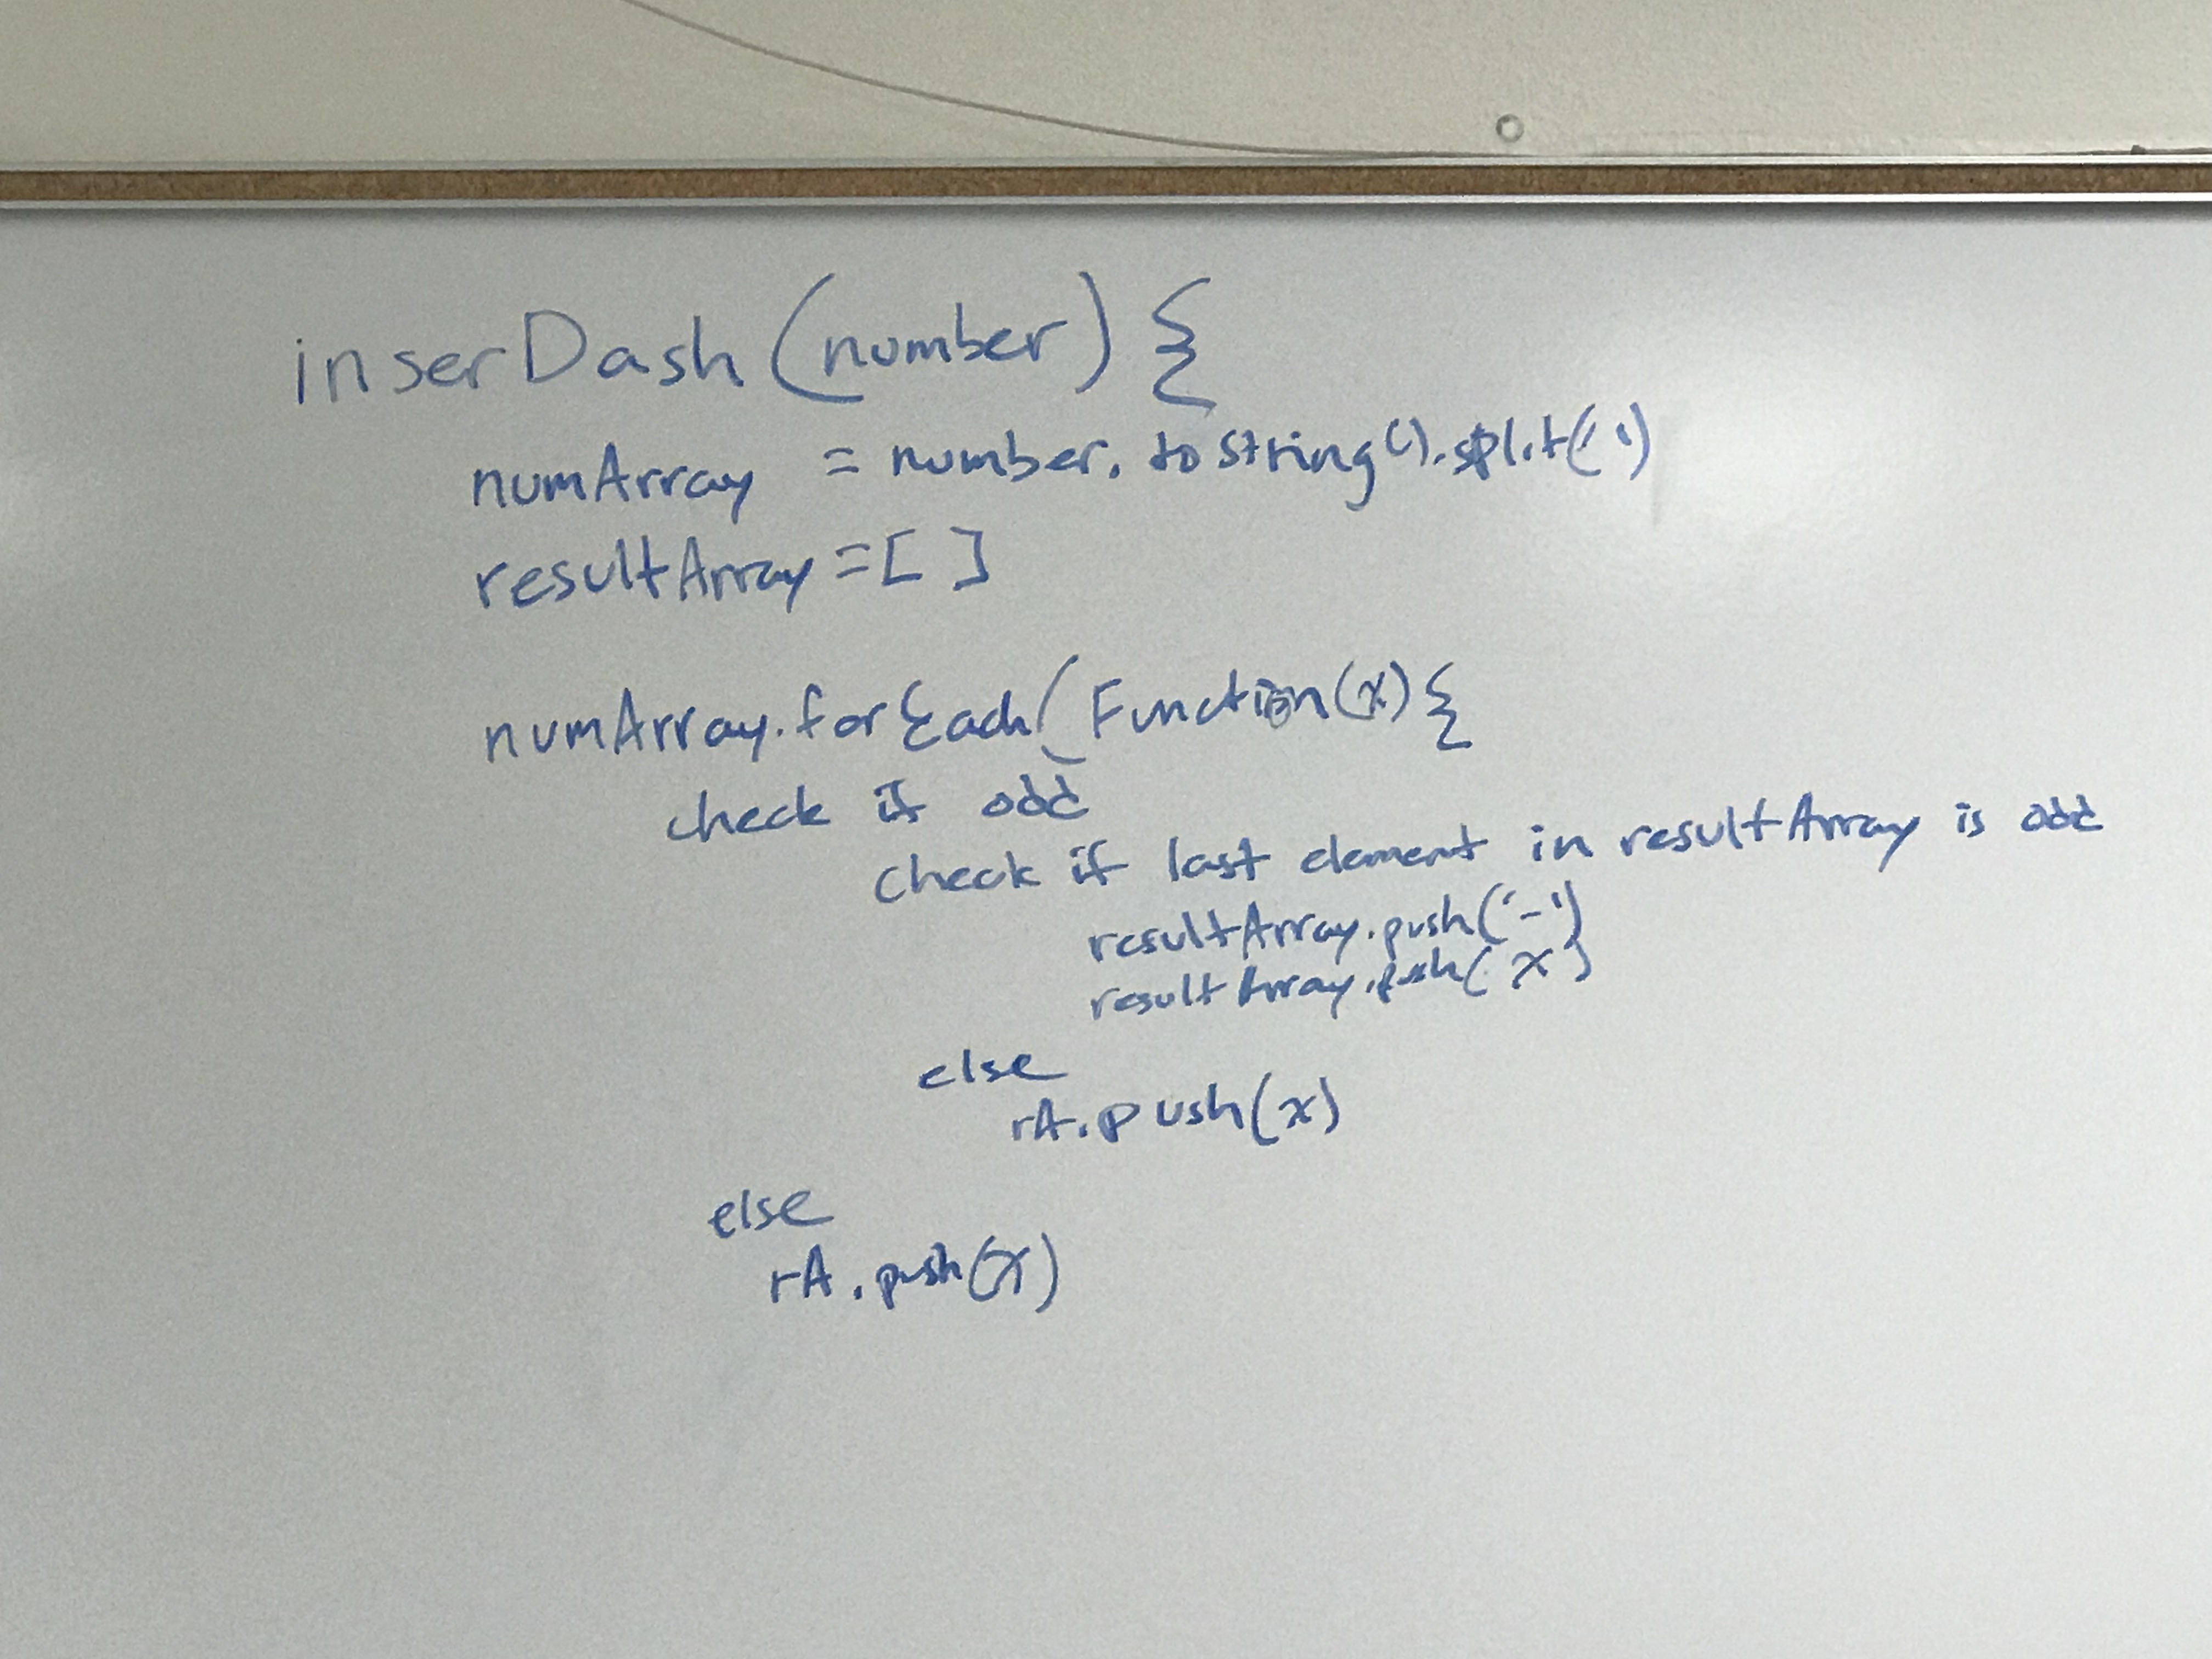 inserDash(number) {
numArray = number.toString().split('')
resultArray = [ ]
numArray.forEach(Function(x) {
check if odd
check if last element in resultArray is odd
resultArray.push('-')
resultArray.push(x)
else
rA.push(x)
else
rA.push(x)